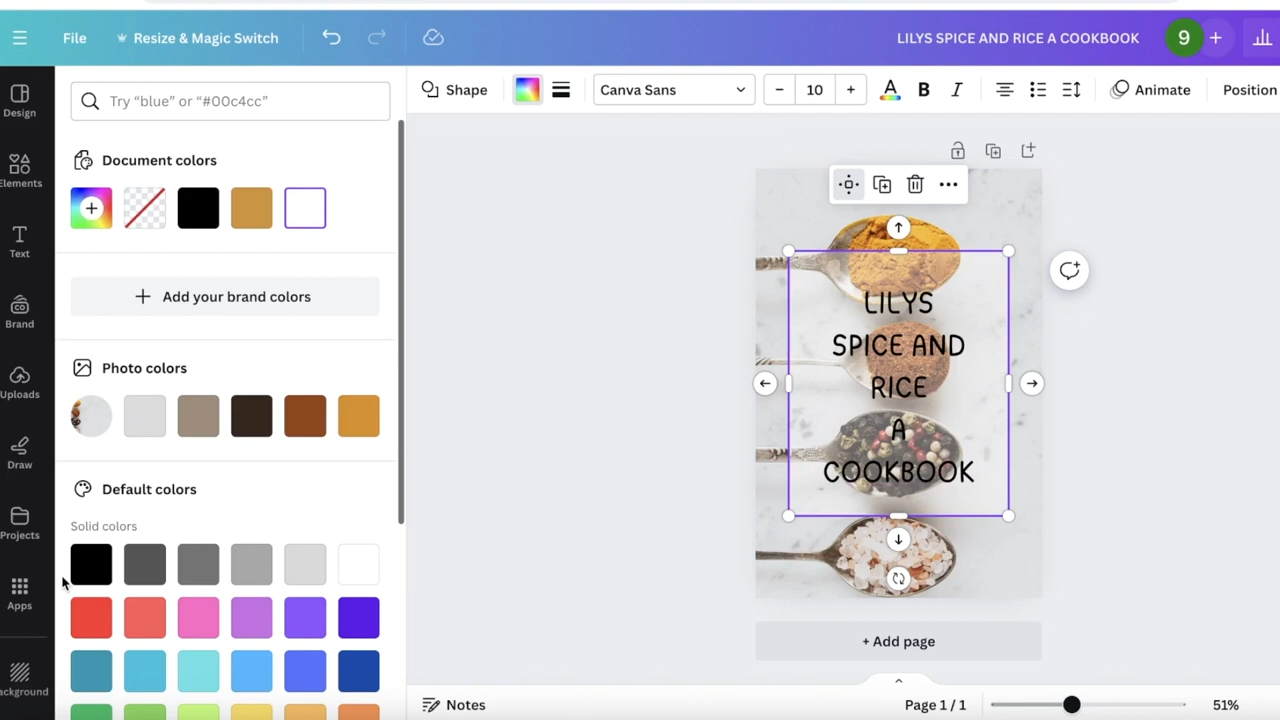 File
Resize & Magic Switch
LILYS SPICE AND RICE A COOKBOOK
9
Design
Elements
Text
Brand
Uploads
Draw
Projects
Apps
ackground
Try “blue” or “#00c4cc”
Document colors
Add your brand colors
Photo colors
Default colors
Solid colors
Shape
Canva Sans
10
A
B
I
Animate
Position
LILYS
SPICE AND
RICE
A
COOKBOOK
+ Add page
Notes
Page 1 / 1
51%